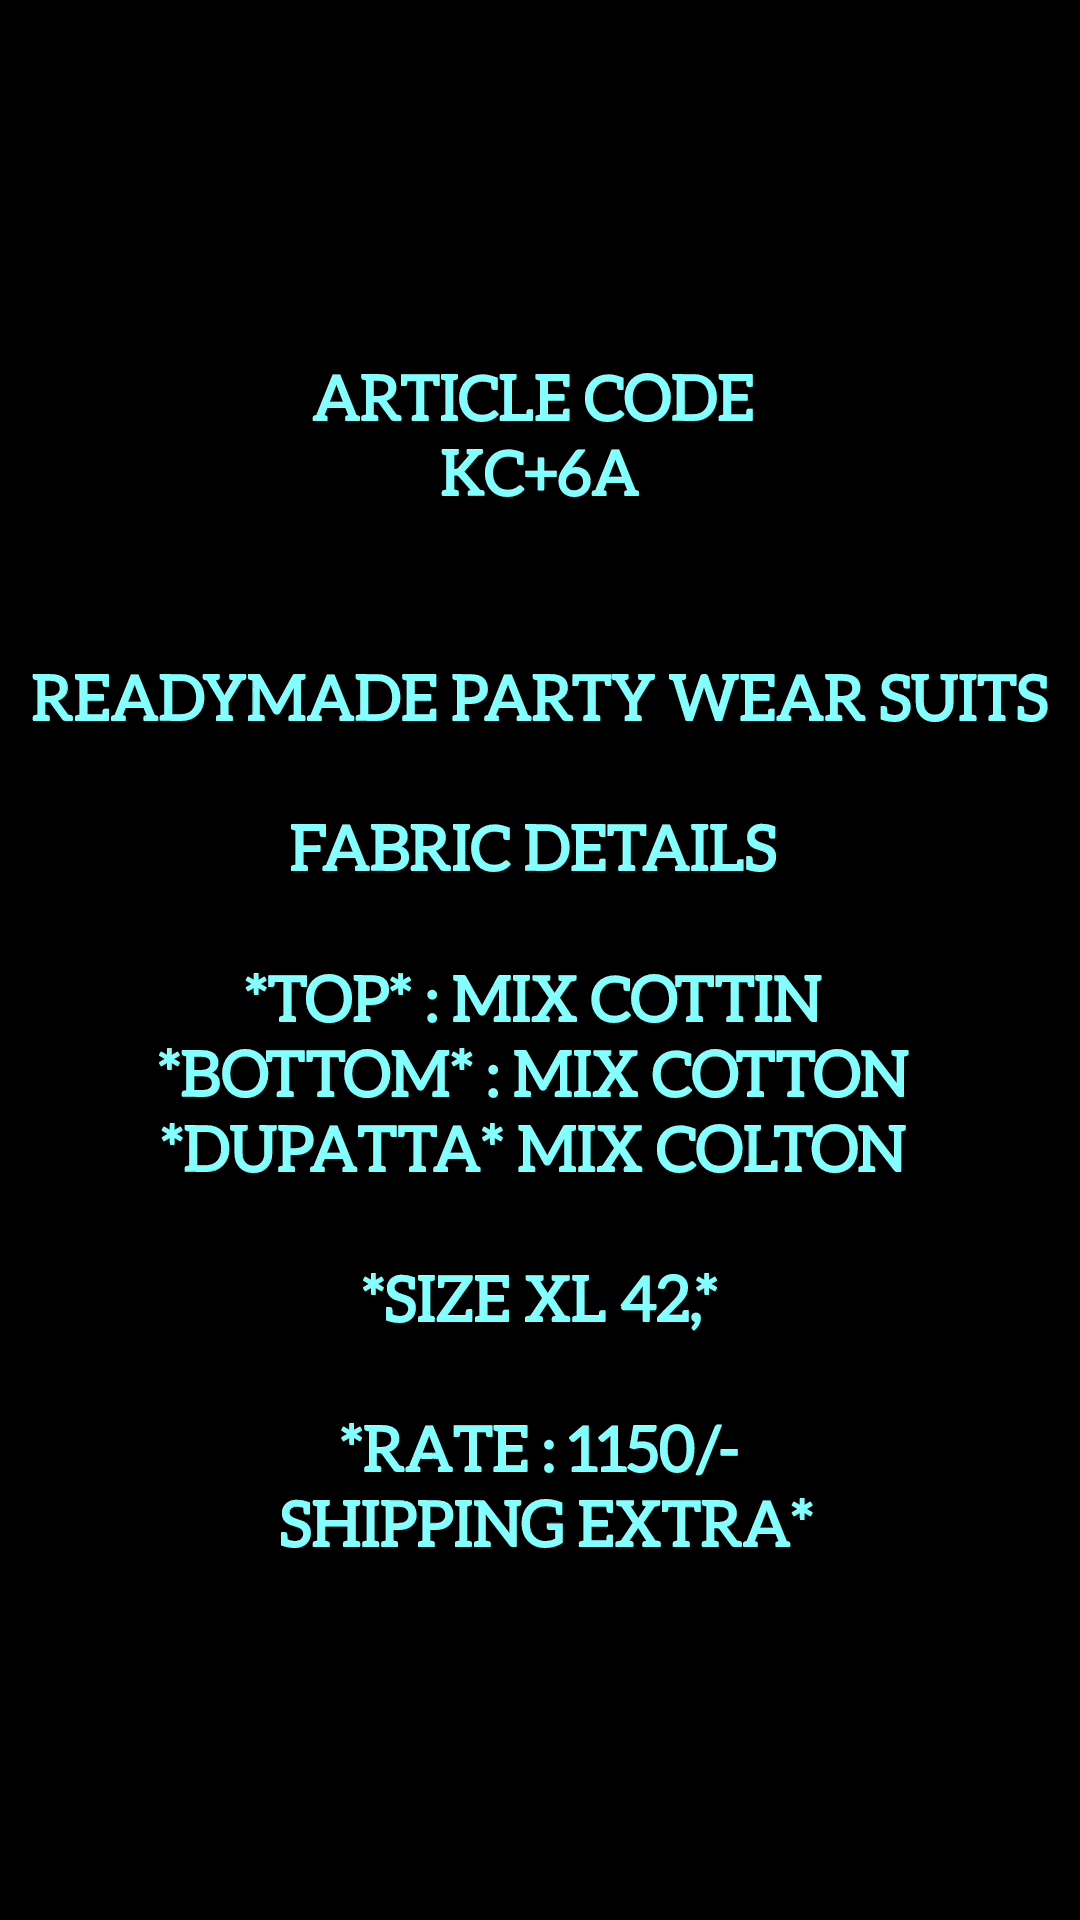 ARTICLE CODE
KC+6A
READYMADE PARTY WEAR SUITS
FABRIC DETAILS
*TOP* : MIX COTTIN
*BOTTOM* : MIX COTTON
*DUPATTA* MIX COLTON
*SIZE XL 42,*
*RATE : 1150/-
SHIPPING EXTRA*